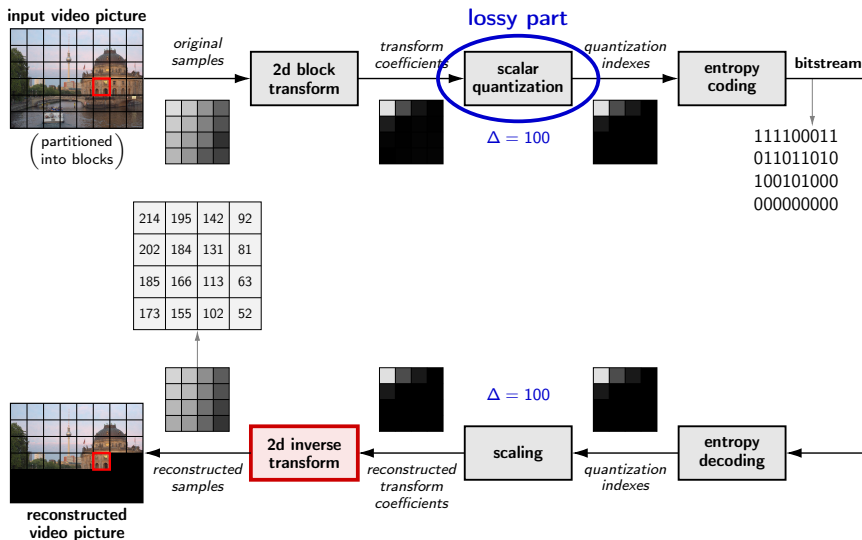 lossy part
input video picture
original
samples
2d block
transform
transform
coefficients
scalar
quantization
quantization
indexes
entropy
coding
bitstream
(partitioned
into blocks)
Δ = 100
111100011
011011010
100101000
000000000
214 195 142 92
202 184 131 81
185 166 113 63
173 155 102 52
Δ = 100
2d inverse
transform
scaling
entropy
decoding
reconstructed
samples
reconstructed
transform
coefficients
quantization
indexes
reconstructed
video picture